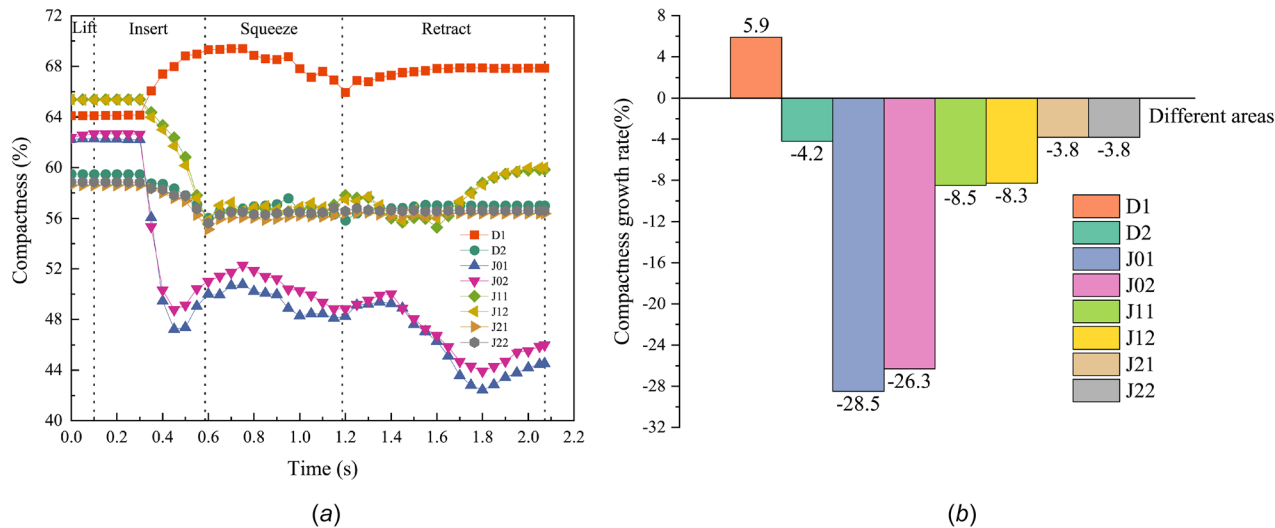 Lift Insert Squeeze Retract
72
68
64
60
56
52
48
44
40
Compactness (%)
D1
D2
J01
J02
J11
J12
J21
J22
0.0 0.2 0.4 0.6 0.8 1.0 1.2 1.4 1.6 1.8 2.0 2.2
Time (s)
(a)
8
4
0
-4
-8
-12
-16
-20
-24
-28
-32
Compactness growth rate(%)
5.9
-4.2
-28.5
-26.3
-8.5
-8.3
-3.8
-3.8
Different areas
D1
D2
J01
J02
J11
J12
J21
J22
(b)